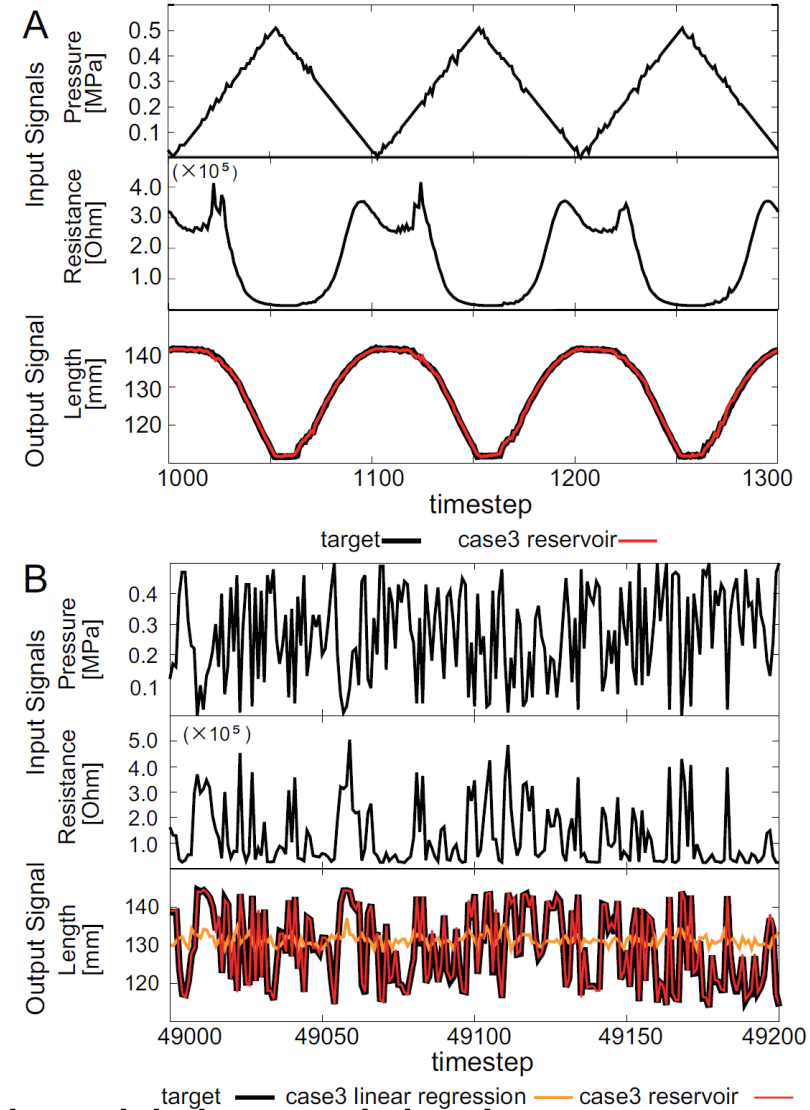 A
Input Signals
Pressure
[MPa]
0.5
0.4
0.3
0.2
0.1
(×10⁵)
Resistance
[Ohm]
4.0
3.0
2.0
1.0
Output Signal
Length
[mm]
140
130
120
1000
1100
1200
1300
timestep
target
case3 reservoir
B
Input Signals
Pressure
[MPa]
0.4
0.3
0.2
0.1
(×10⁵)
Resistance
[Ohm]
5.0
4.0
3.0
2.0
1.0
Output Signal
Length
[mm]
140
130
120
49000
49050
49100
49150
49200
timestep
target
case3 linear regression
case3 reservoir